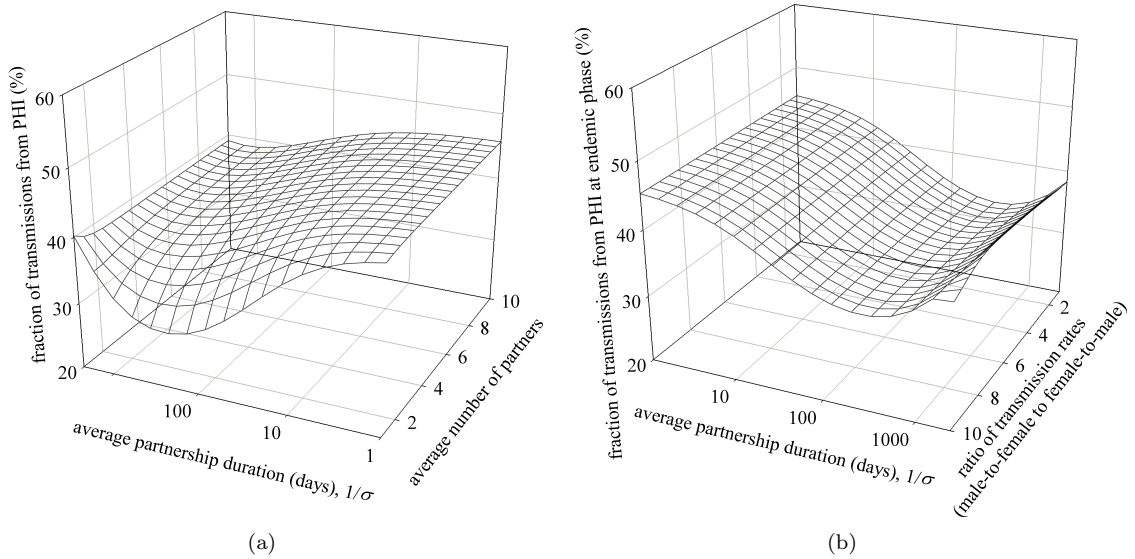 fraction of transmissions from PHI (%)
60
50
40
30
20
100
10
1
average partnership duration (days), 1/σ
2
4
6
8
10
average number of partners
(a)
fraction of transmissions from PHI at endemic phase (%)
60
50
40
30
20
10
100
1000
average partnership duration (days), 1/σ
2
4
6
8
10
ratio of transmission rates
(male-to-female to female-to-male)
(b)